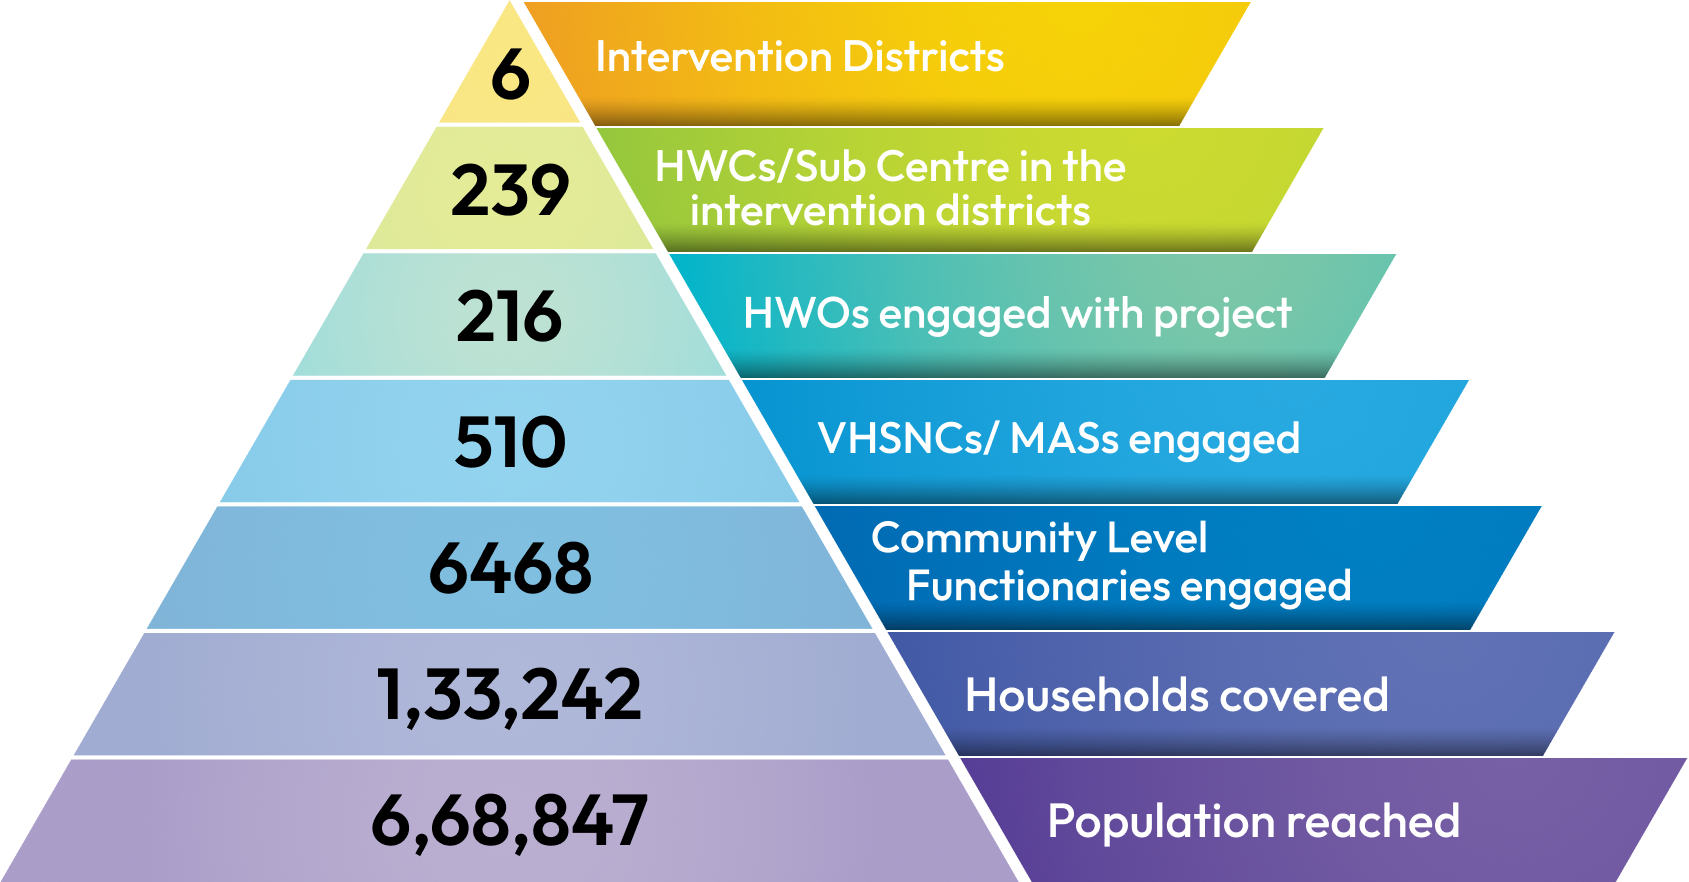 6
Intervention Districts
239
HWCs/Sub Centre in the
intervention districts
216
HWOs engaged with project
510
VHSNCs/ MASs engaged
6468
Community Level
Functionaries engaged
1,33,242
Households covered
6,68,847
Population reached